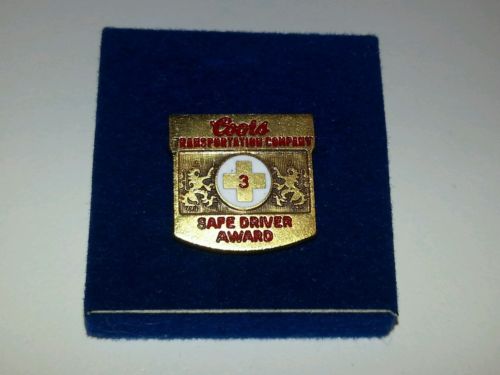 Coors
TRANSPORTATION COMPANY
3
SAFE DRIVER
AWARD